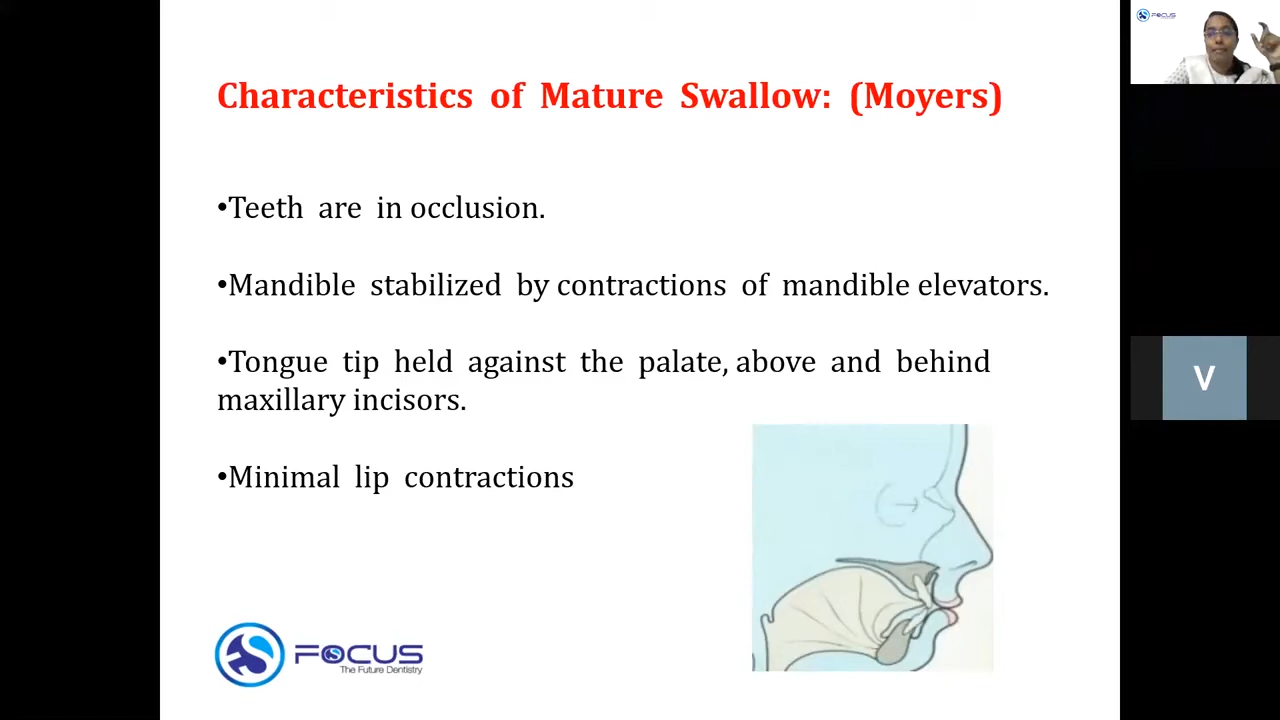 FOCUS
Characteristics of Mature Swallow: (Moyers)
•Teeth are in occlusion.
•Mandible stabilized by contractions of mandible elevators.
•Tongue tip held against the palate, above and behind
maxillary incisors.
•Minimal lip contractions
V
FOCUS
The Future Dentistry